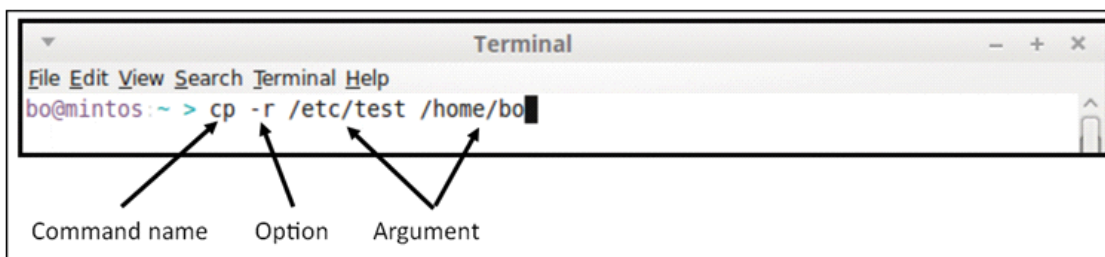 Terminal
File Edit View Search Terminal Help
bo@mintos:~ > cp -r /etc/test /home/bo
Command name Option Argument